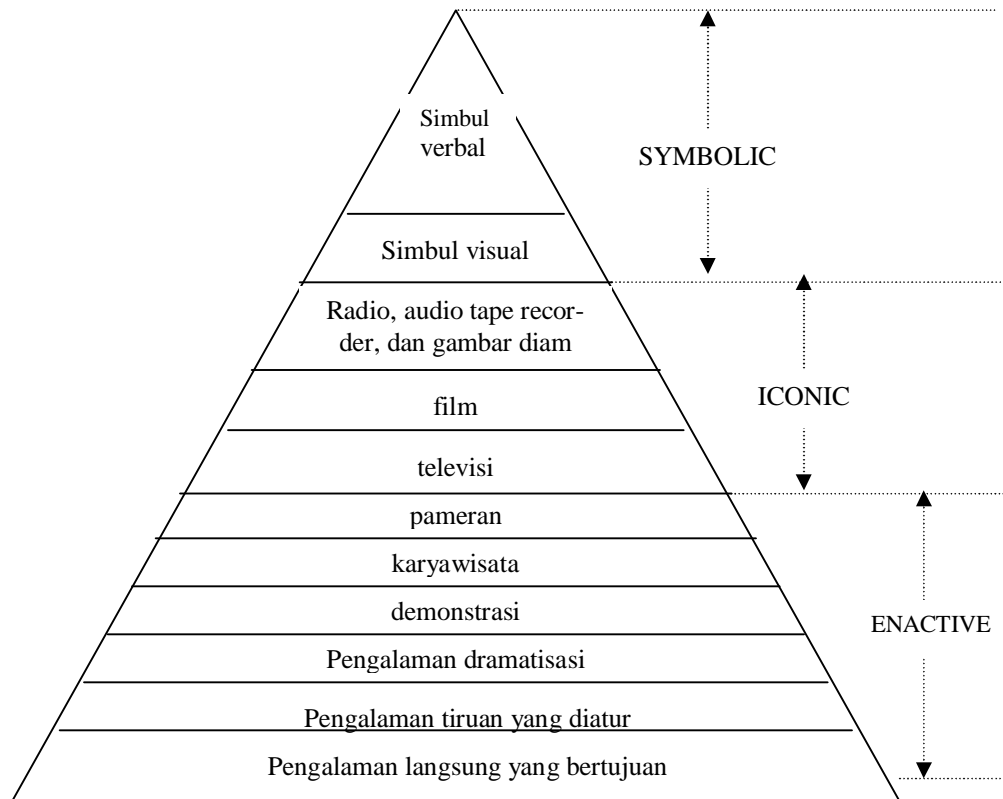 Simbul
verbal
SYMBOLIC
Simbul visual
Radio, audio tape recor-
der, dan gambar diam
ICONIC
film
televisi
pameran
karyawisata
demonstrasi
ENACTIVE
Pengalaman dramatisasi
Pengalaman tiruan yang diatur
Pengalaman langsung yang bertujuan